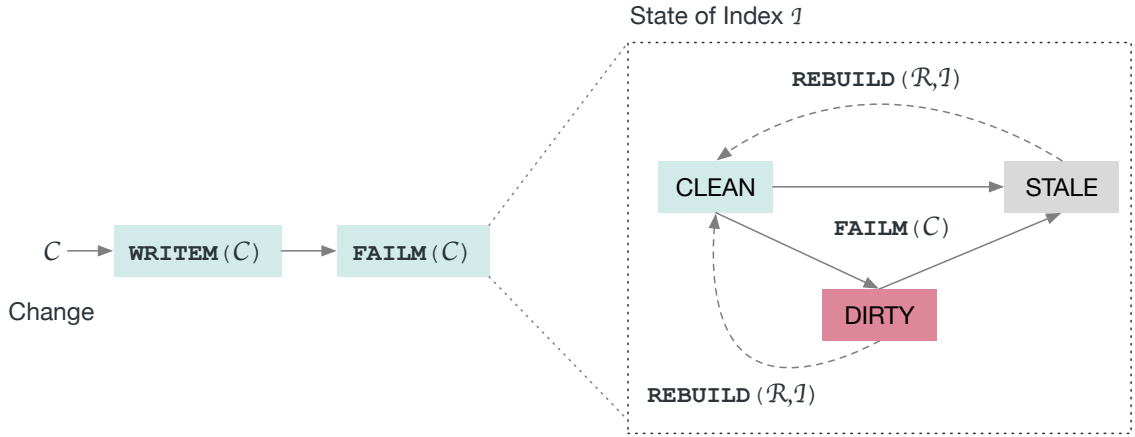 State of Index ℐ
REBUILD(ℛ,ℐ)
CLEAN
STALE
FAILM(𝒞)
𝒞
WRITEM(𝒞)
FAILM(𝒞)
Change
DIRTY
REBUILD(ℛ,ℐ)